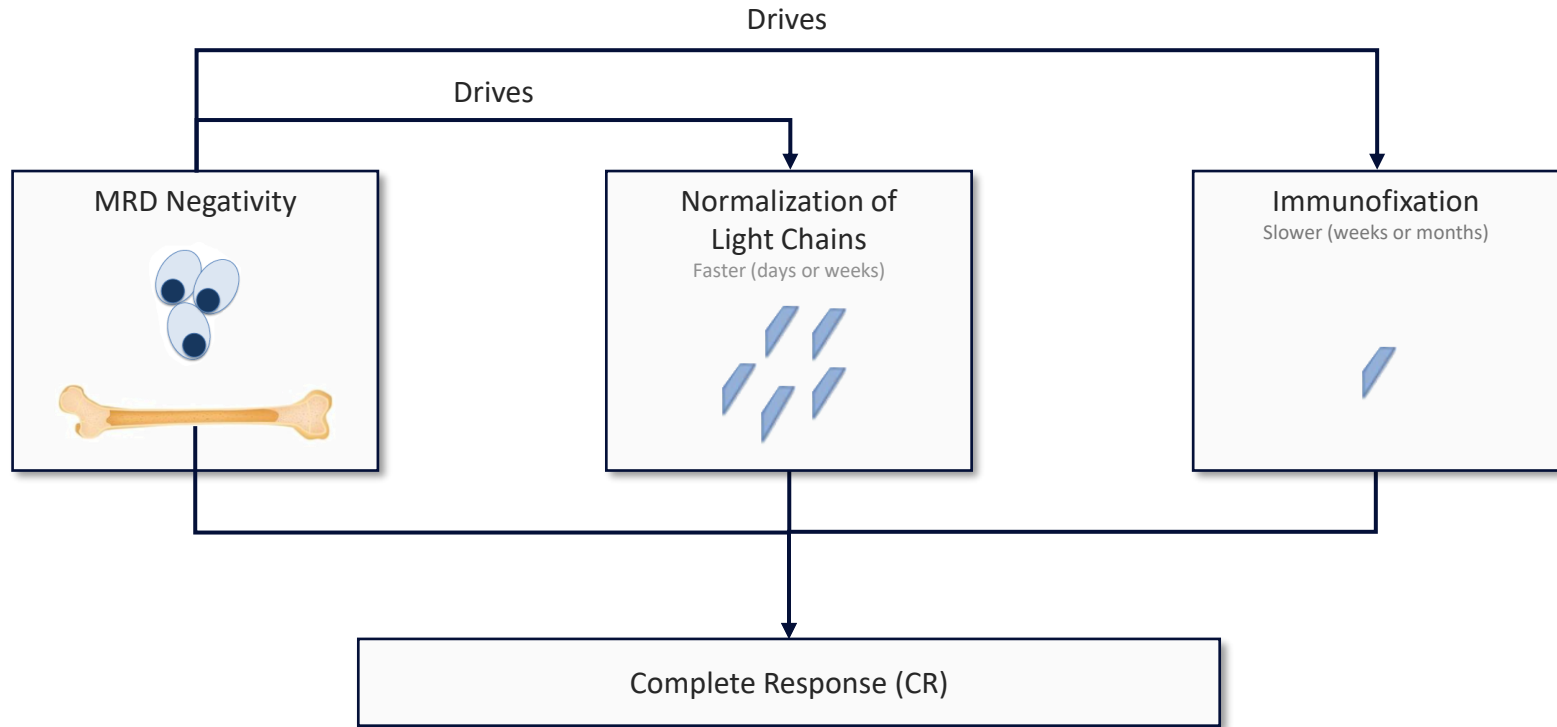 Drives
Drives
MRD Negativity
Normalization of
Light Chains
Faster (days or weeks)
Immunofixation
Slower (weeks or months)
Complete Response (CR)